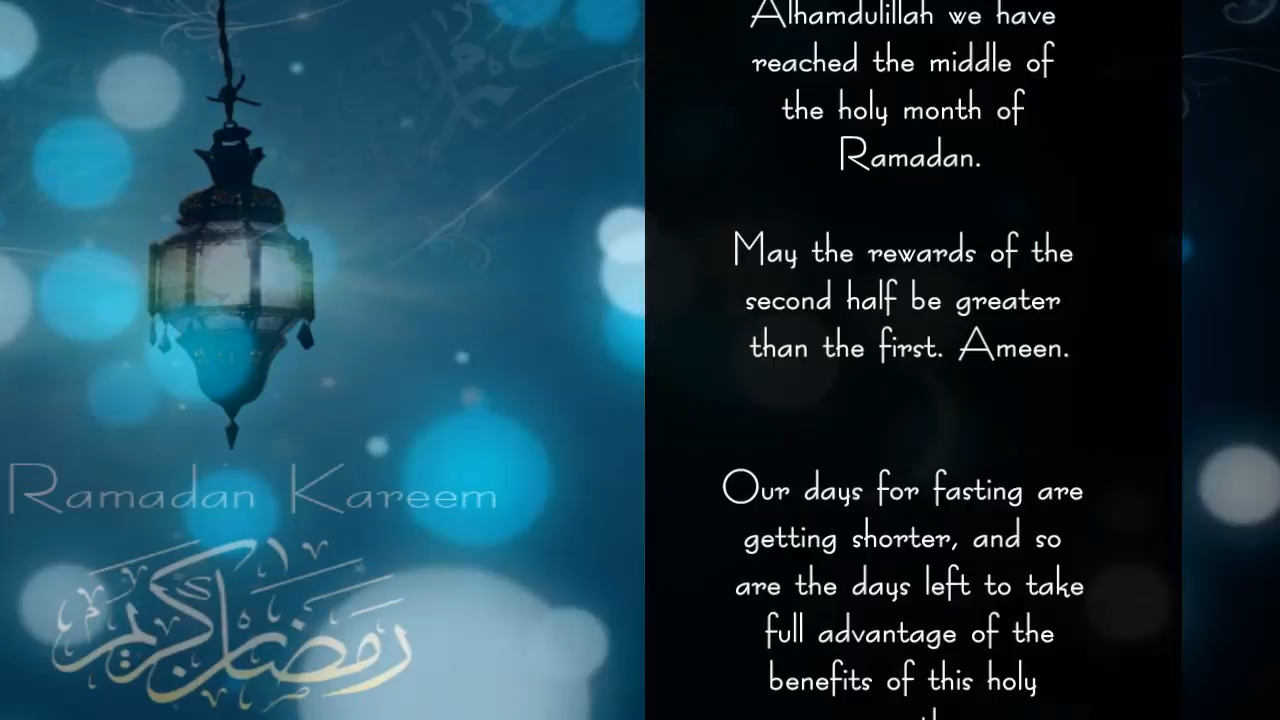 Ramadan Kareem
رمضان كريم
Alhamdulillah we have
reached the middle of
the holy month of
Ramadan.
May the rewards of the
second half be greater
than the first. Ameen.
Our days for fasting are
getting shorter, and so
are the days left to take
full advantage of the
benefits of this holy